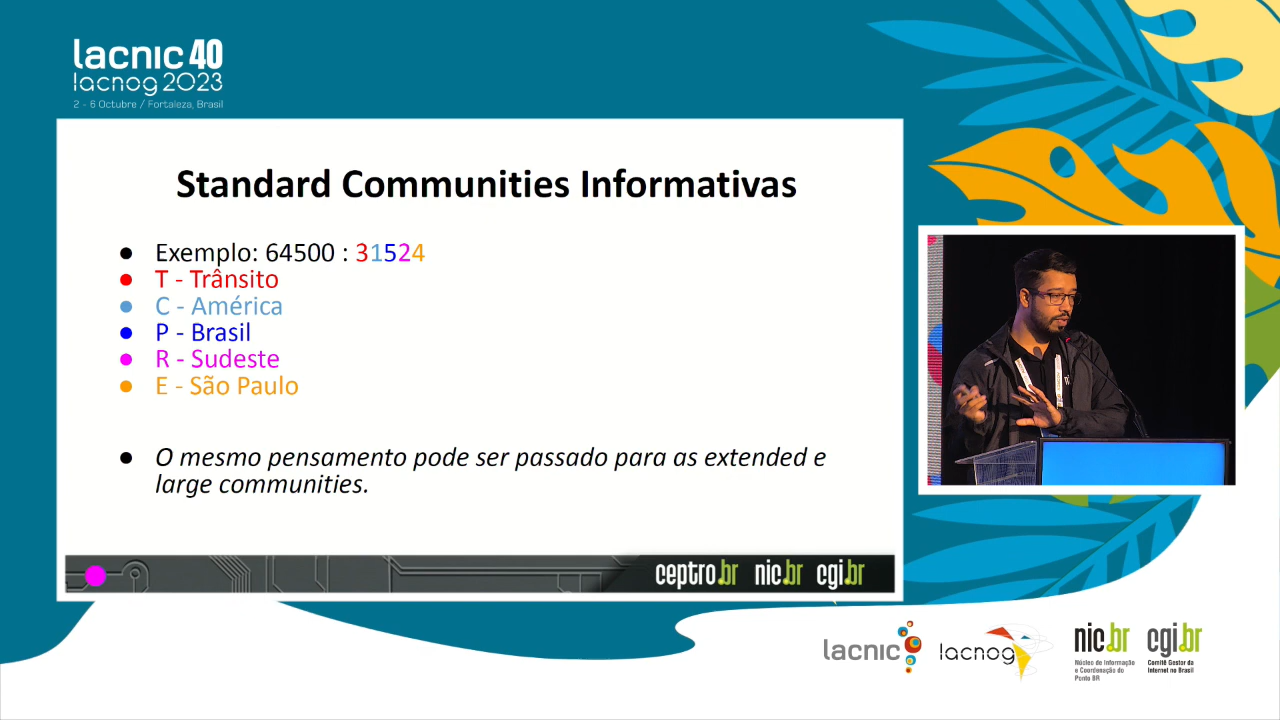 lacnic 40
lacnog 2023
2 - 6 Octubre / Fortaleza, Brasil
Standard Communities Informativas
● Exemplo: 64500 : 31524
● T - Trânsito
● C - América
● P - Brasil
● R - Sudeste
● E - São Paulo
● O mesmo pensamento pode ser passado para as extended e
large communities.
ceptro.br nic.br cgi.br
lacnic lacnog nic.br cgi.br
Núcleo de Informação
e Coordenação do
Ponto BR
Comitê Gestor da
Internet no Brasil